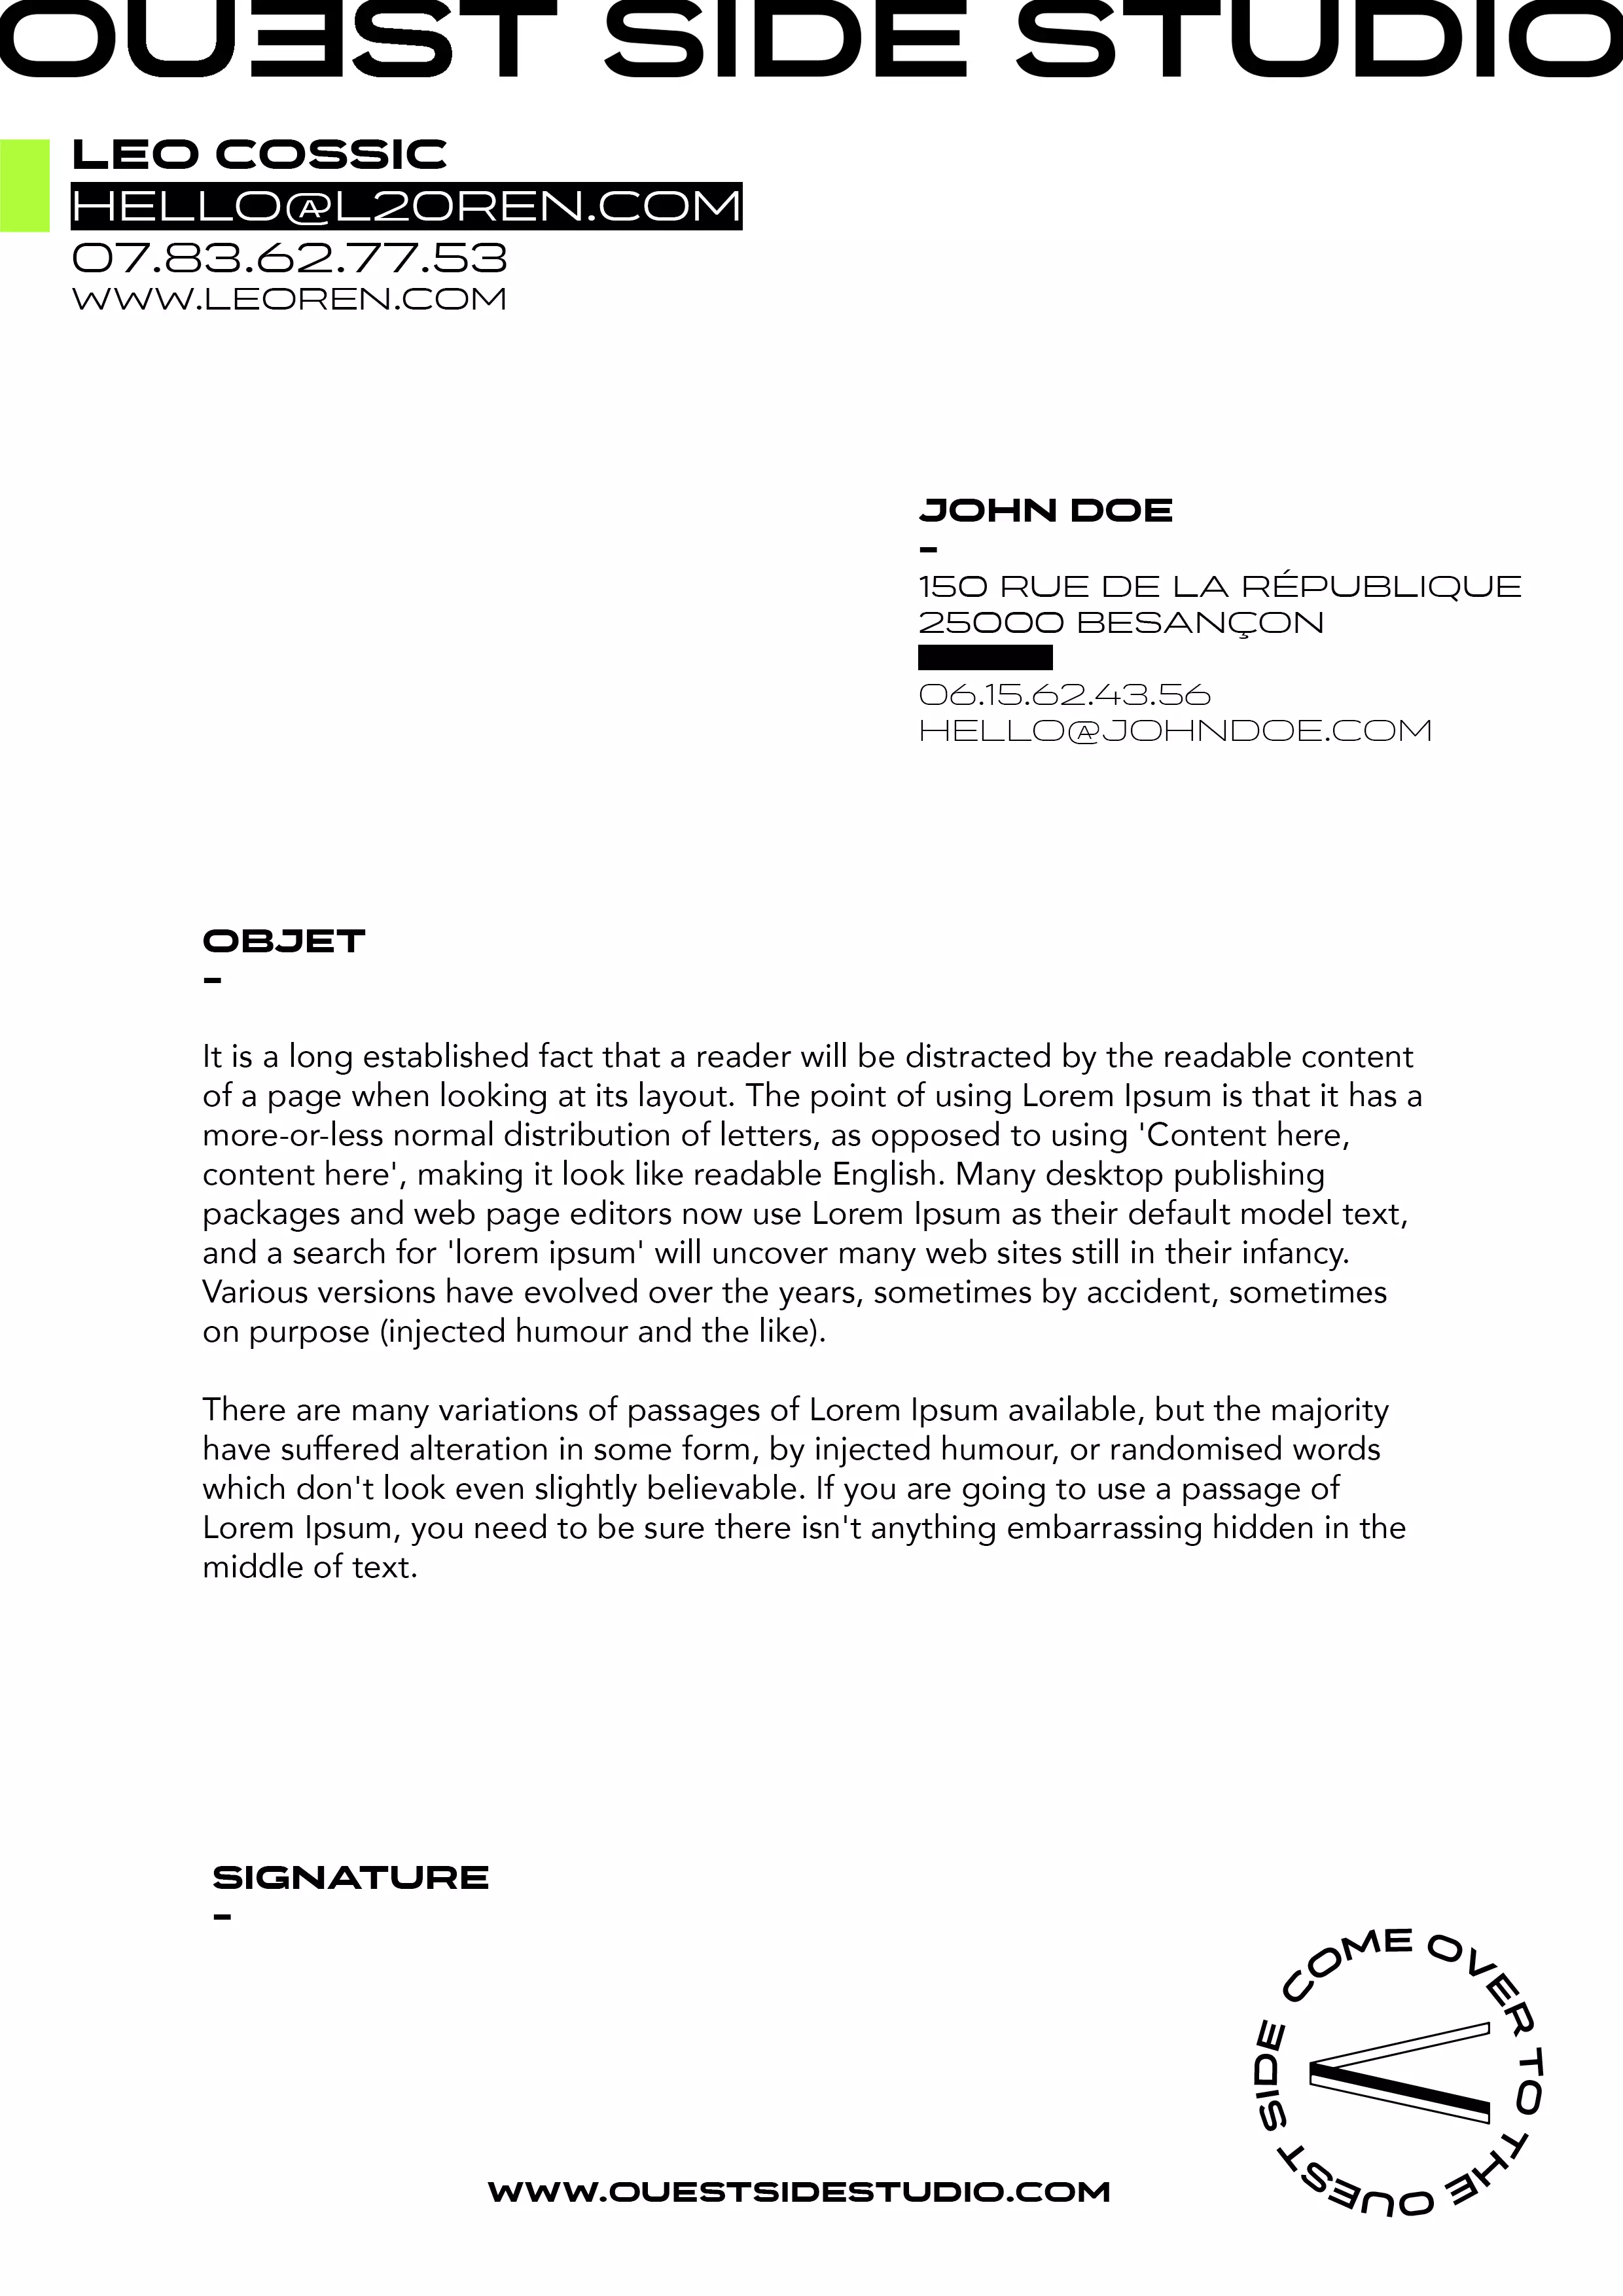 OUEST SIDE STUDIO
LEO COSSIC
HELLO@L2OREN.COM
07.83.62.77.53
WWW.LEOREN.COM
JOHN DOE
-
150 RUE DE LA RÉPUBLIQUE
25000 BESANÇON
06.15.62.43.56
HELLO@JOHNDOE.COM
OBJET
-
It is a long established fact that a reader will be distracted by the readable content
of a page when looking at its layout. The point of using Lorem Ipsum is that it has a
more-or-less normal distribution of letters, as opposed to using 'Content here,
content here', making it look like readable English. Many desktop publishing
packages and web page editors now use Lorem Ipsum as their default model text,
and a search for 'lorem ipsum' will uncover many web sites still in their infancy.
Various versions have evolved over the years, sometimes by accident, sometimes
on purpose (injected humour and the like).
There are many variations of passages of Lorem Ipsum available, but the majority
have suffered alteration in some form, by injected humour, or randomised words
which don't look even slightly believable. If you are going to use a passage of
Lorem Ipsum, you need to be sure there isn't anything embarrassing hidden in the
middle of text.
SIGNATURE
-
COME OVER TO THE OUEST SIDE
WWW.OUESTSIDESTUDIO.COM